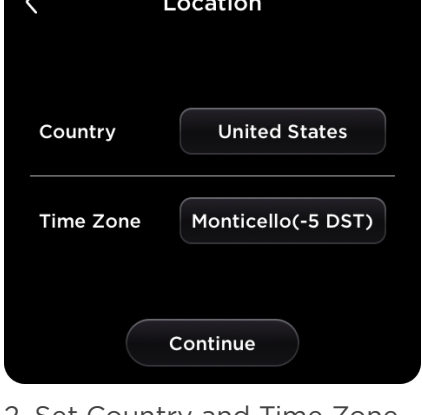 Location
Country
United States
Time Zone
Monticello(-5 DST)
Continue
2. Set Country and Time Zone